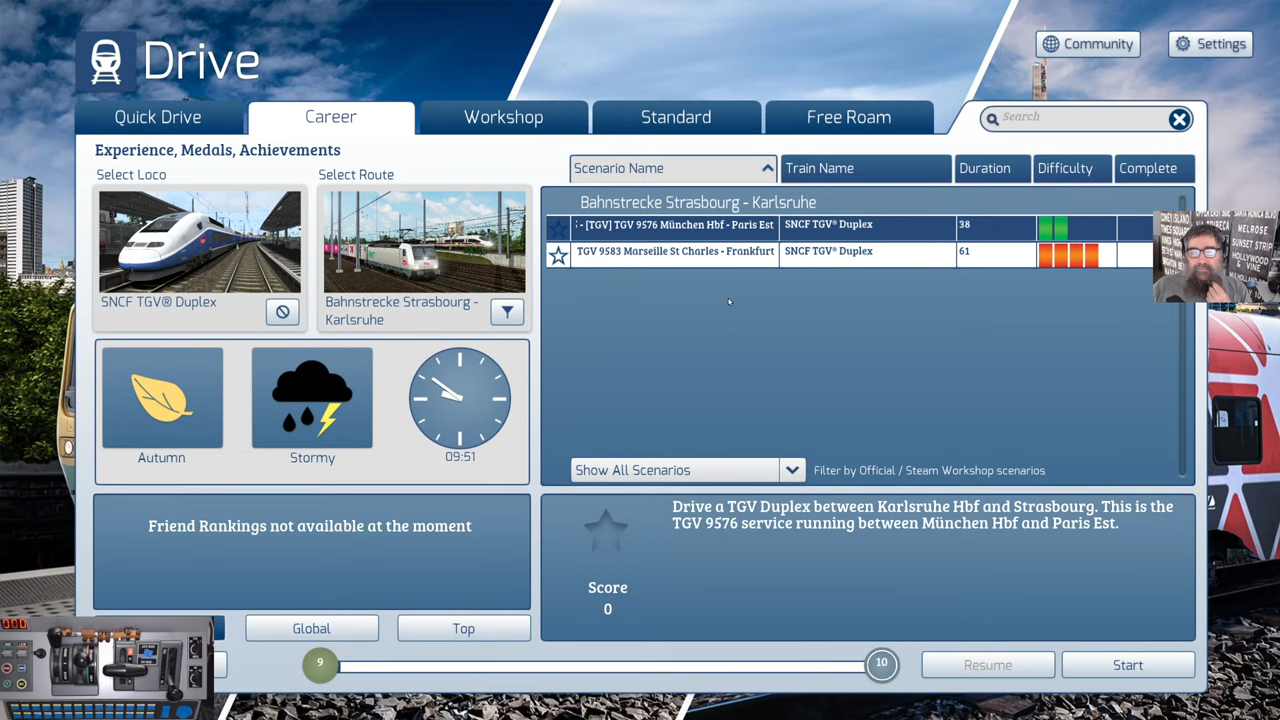 Drive
Community
Settings
Quick Drive
Career
Workshop
Standard
Free Roam
Search
Experience, Medals, Achievements
Select Loco
Select Route
Scenario Name
Train Name
Duration
Difficulty
Complete
Bahnstrecke Strasbourg - Karlsruhe
- [TGV] TGV 9576 München Hbf - Paris Est
SNCF TGV® Duplex
38
TGV 9583 Marseille St Charles - Frankfurt
SNCF TGV® Duplex
61
SNCF TGV® Duplex
Bahnstrecke Strasbourg -
Karlsruhe
MELROSE
SUNSET STRIP
HOLLYWOOD
VINE
Autumn
Stormy
09:51
Show All Scenarios
Filter by Official / Steam Workshop scenarios
Friend Rankings not available at the moment
Drive a TGV Duplex between Karlsruhe Hbf and Strasbourg. This is the
TGV 9576 service running between München Hbf and Paris Est.
Score
0
Global
Top
9
10
Resume
Start